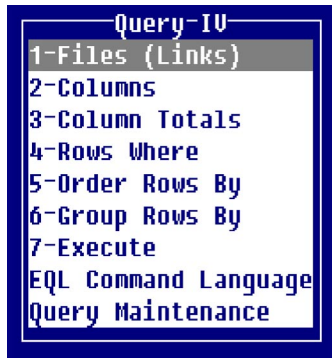 Query-IV
1-Files (Links)
2-Columns
3-Column Totals
4-Rows Where
5-Order Rows By
6-Group Rows By
7-Execute
EQL Command Language
Query Maintenance